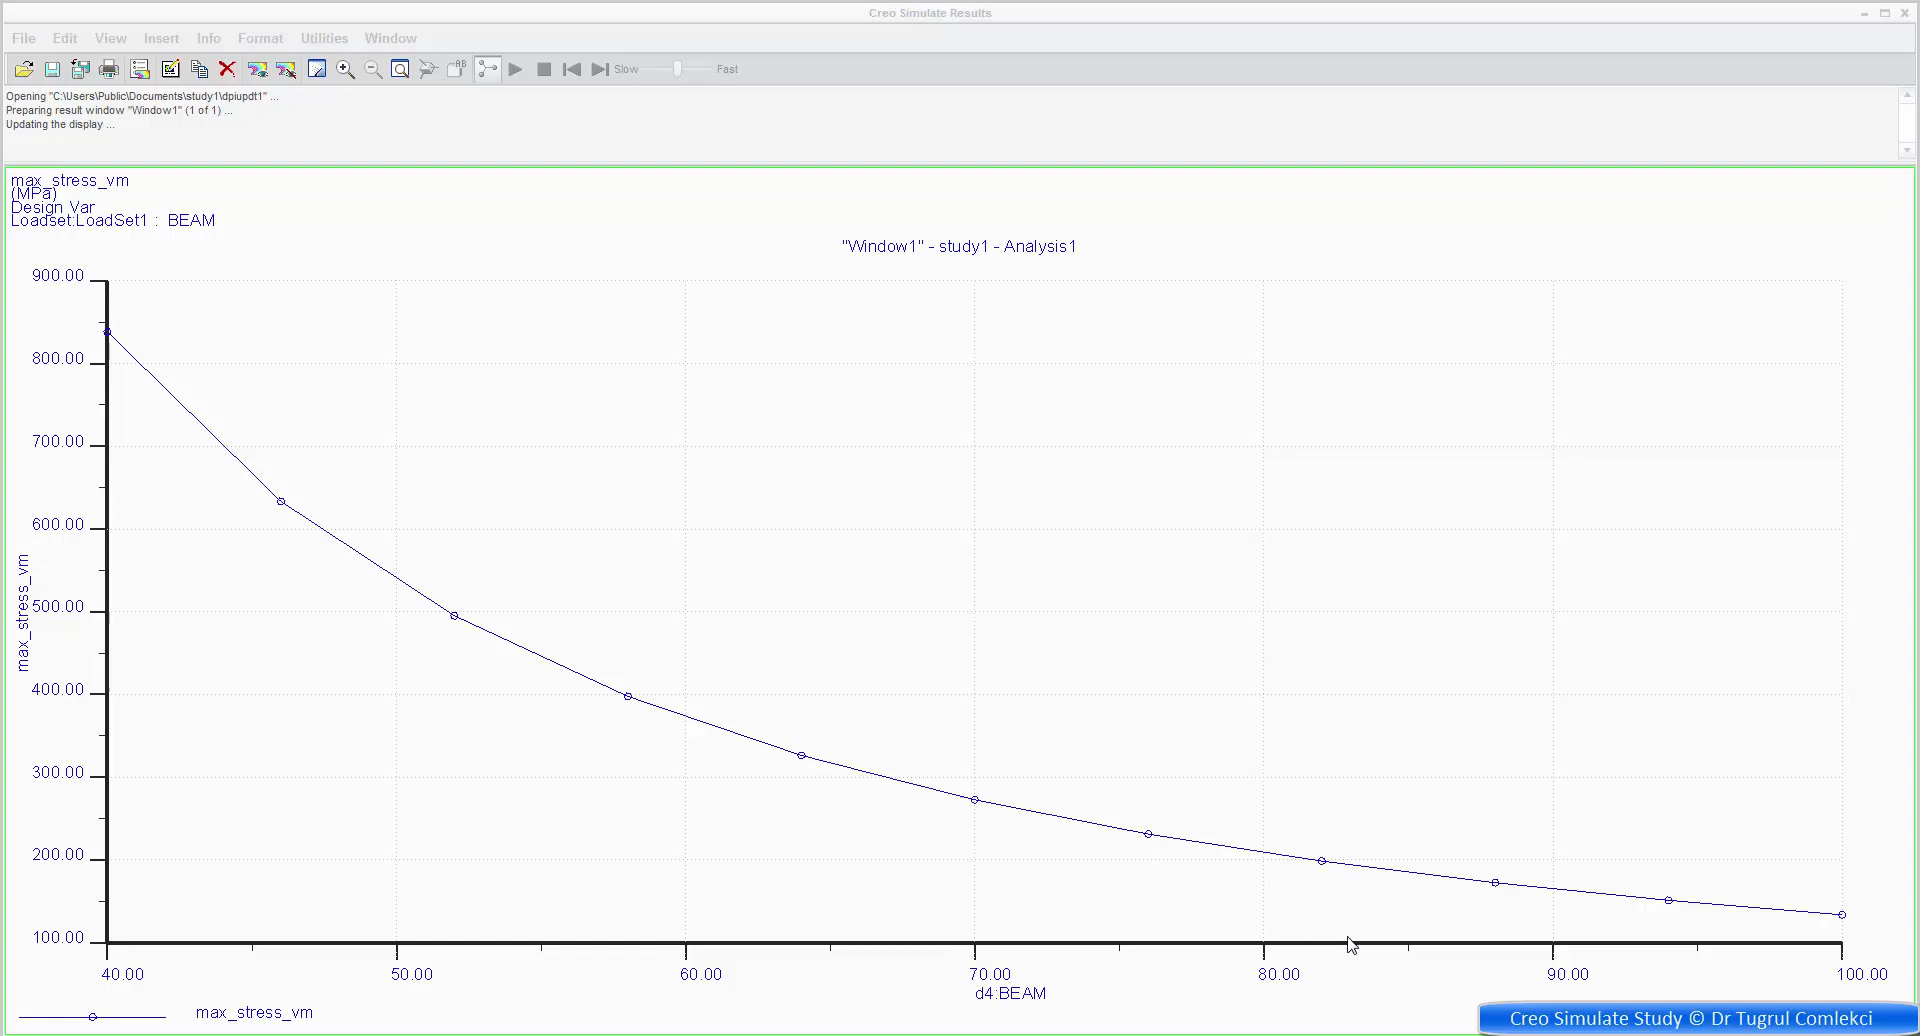 Creo Simulate Results
File Edit View Insert Info Format Utilities Window
AB
Slow Fast
Opening "C:\Users\Public\Documents\study1\dpiupdt1" ...
Preparing result window "Window1" (1 of 1) ...
Updating the display ...
max_stress_vm
(MPa)
Design Var
Loadset:LoadSet1 : BEAM
"Window1" - study1 - Analysis1
900.00
800.00
700.00
600.00
500.00
400.00
300.00
200.00
100.00
max_stress_vm
40.00 50.00 60.00 70.00 80.00 90.00 100.00
d4:BEAM
max_stress_vm
Creo Simulate Study © Dr Tugrul Comlekci